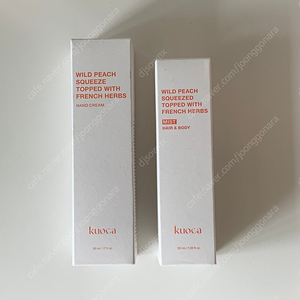 WILD PEACH
SQUEEZE
TOPPED WITH
FRENCH HERBS
HAND CREAM
kuoca
WILD PEACH
SQUEEZED
TOPPED WITH
FRENCH HERBS
MIST
HAIR & BODY
kuoca